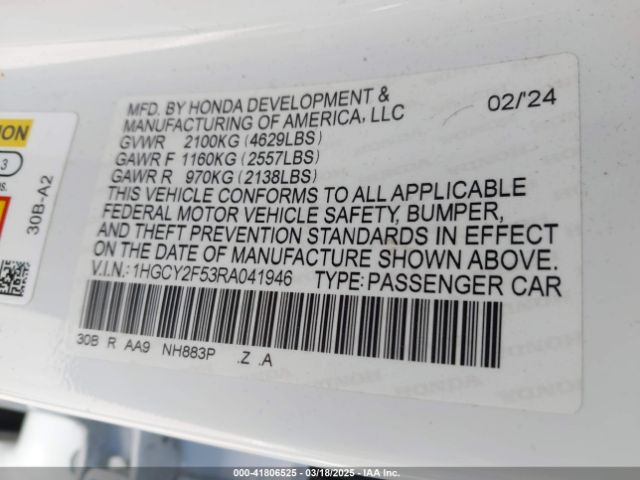 MFD. BY HONDA DEVELOPMENT & 02/'24
MANUFACTURING OF AMERICA, LLC
GVWR 2100KG (4629LBS)
GAWR F 1160KG (2557LBS)
GAWR R 970KG (2138LBS)
THIS VEHICLE CONFORMS TO ALL APPLICABLE
FEDERAL MOTOR VEHICLE SAFETY, BUMPER,
AND THEFT PREVENTION STANDARDS IN EFFECT
ON THE DATE OF MANUFACTURE SHOWN ABOVE.
V.I.N.: 1HGCY2F53RA041946 TYPE: PASSENGER CAR
30B R AA9 NH883P .Z .A
30B-A2
HONDA
000-41806525 - 03/18/2025 - IAA Inc.